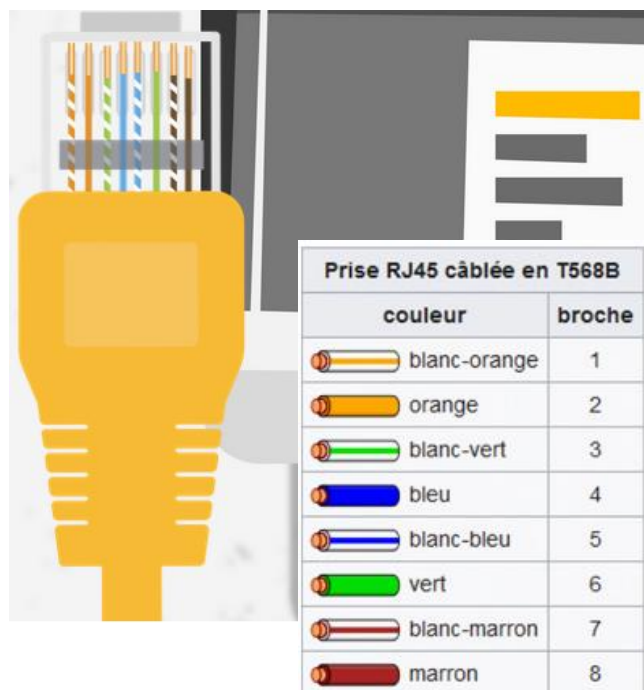 Prise RJ45 câblée en T568B
couleur broche
blanc-orange 1
orange 2
blanc-vert 3
bleu 4
blanc-bleu 5
vert 6
blanc-marron 7
marron 8